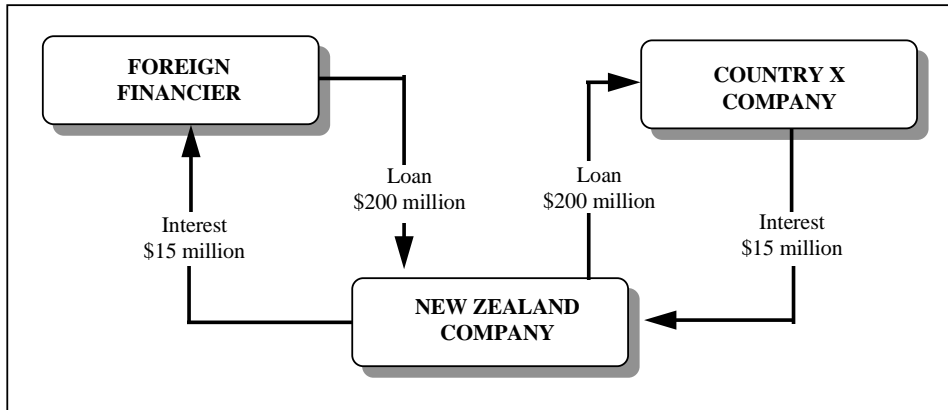 FOREIGN
FINANCIER
COUNTRY X
COMPANY
Loan
$200 million
Loan
$200 million
Interest
$15 million
Interest
$15 million
NEW ZEALAND
COMPANY